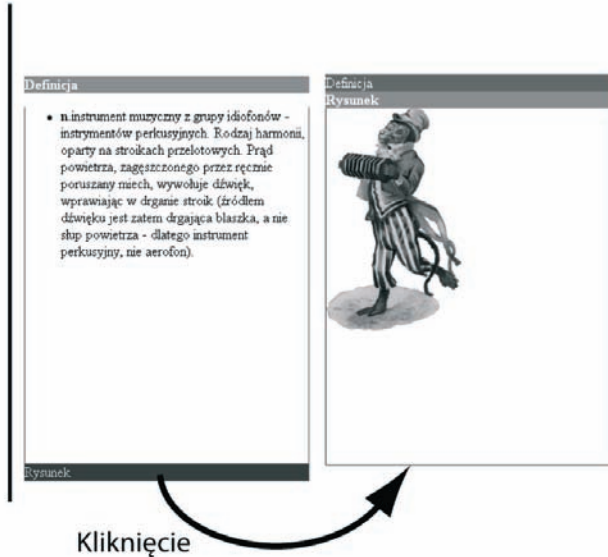 Definicja
n.instrument muzyczny z grupy idiofonów -
instrymentów perkusyjnych. Rodzaj harmonii,
oparty na stroikach przelotowych. Prąd
powietrza, zagęszczonego przez ręcznie
poruszany miech, wywołuje dźwięk,
wprawiając w drganie stroik (źródłem
dźwięku jest zatem drgająca blaszka, a nie
słup powietrza - dlatego instrument
perkusyjny, nie aerofon).
Rysunek
Definicja
Rysunek
Kliknięcie